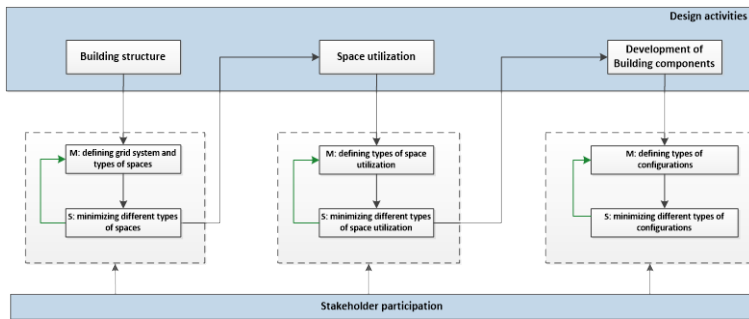 Design activities
Building structure
Space utilization
Development of
Building components
M: defining grid system and
types of spaces
S: minimizing different types
of spaces
M: defining types of space
utilization
S: minimizing different types
of space utilization
M: defining types of
configurations
S: minimizing different types of
configurations
Stakeholder participation